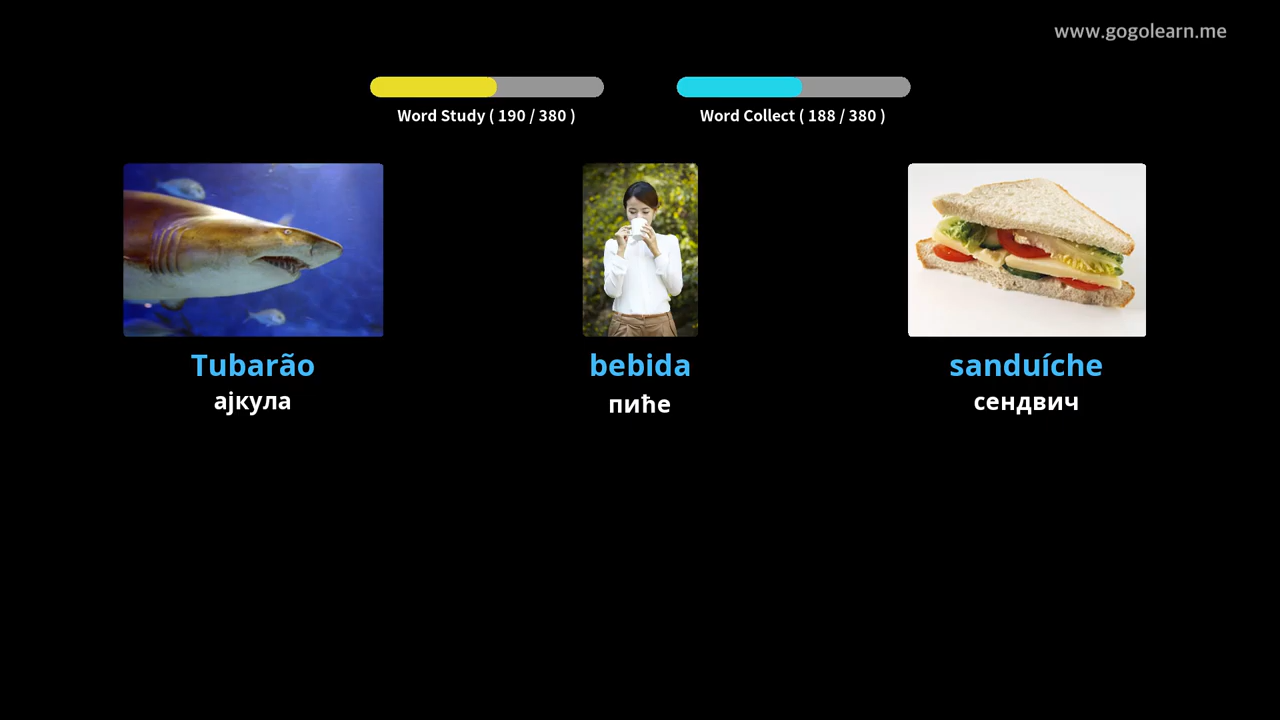 www.gogolearn.me
Word Study ( 190 / 380 )
Word Collect ( 188 / 380 )
Tubarão
ајкула
bebida
пиће
sanduíche
сендвич